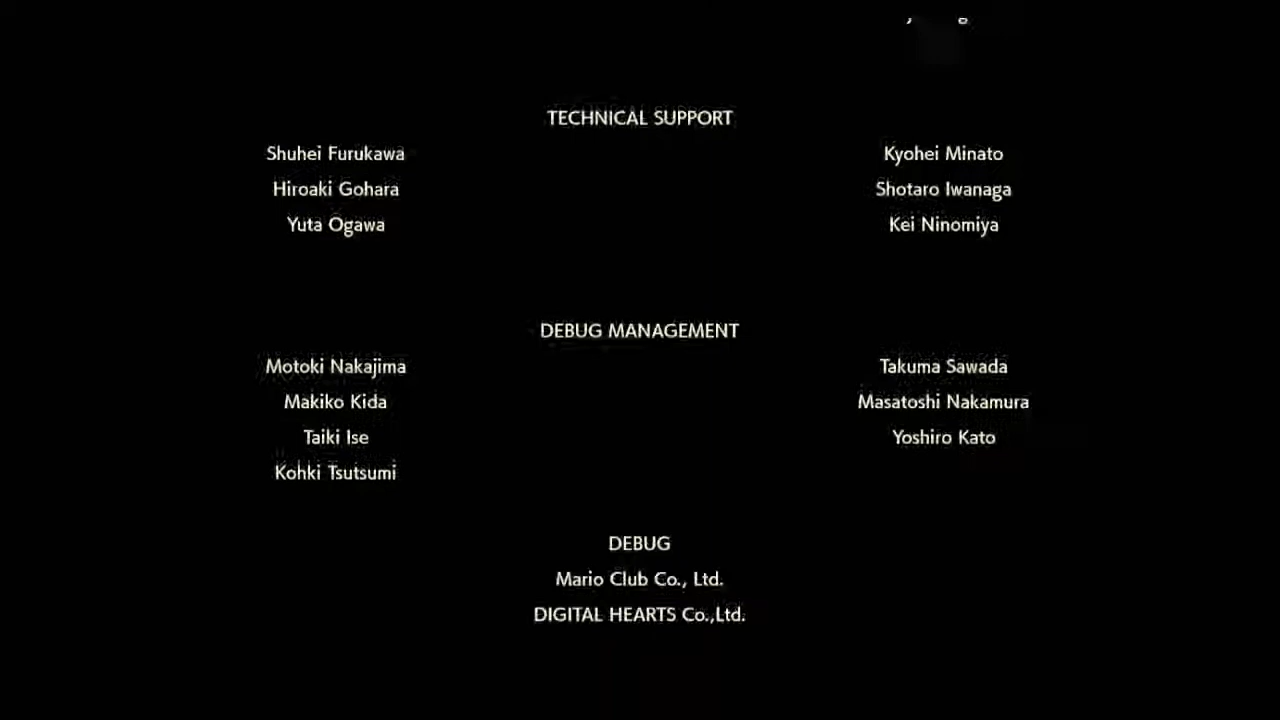 TECHNICAL SUPPORT
Shuhei Furukawa
Kyohei Minato
Hiroaki Gohara
Shotaro Iwanaga
Yuta Ogawa
Kei Ninomiya
DEBUG MANAGEMENT
Motoki Nakajima
Takuma Sawada
Makiko Kida
Masatoshi Nakamura
Taiki Ise
Yoshiro Kato
Kohki Tsutsumi
DEBUG
Mario Club Co., Ltd.
DIGITAL HEARTS Co.,Ltd.